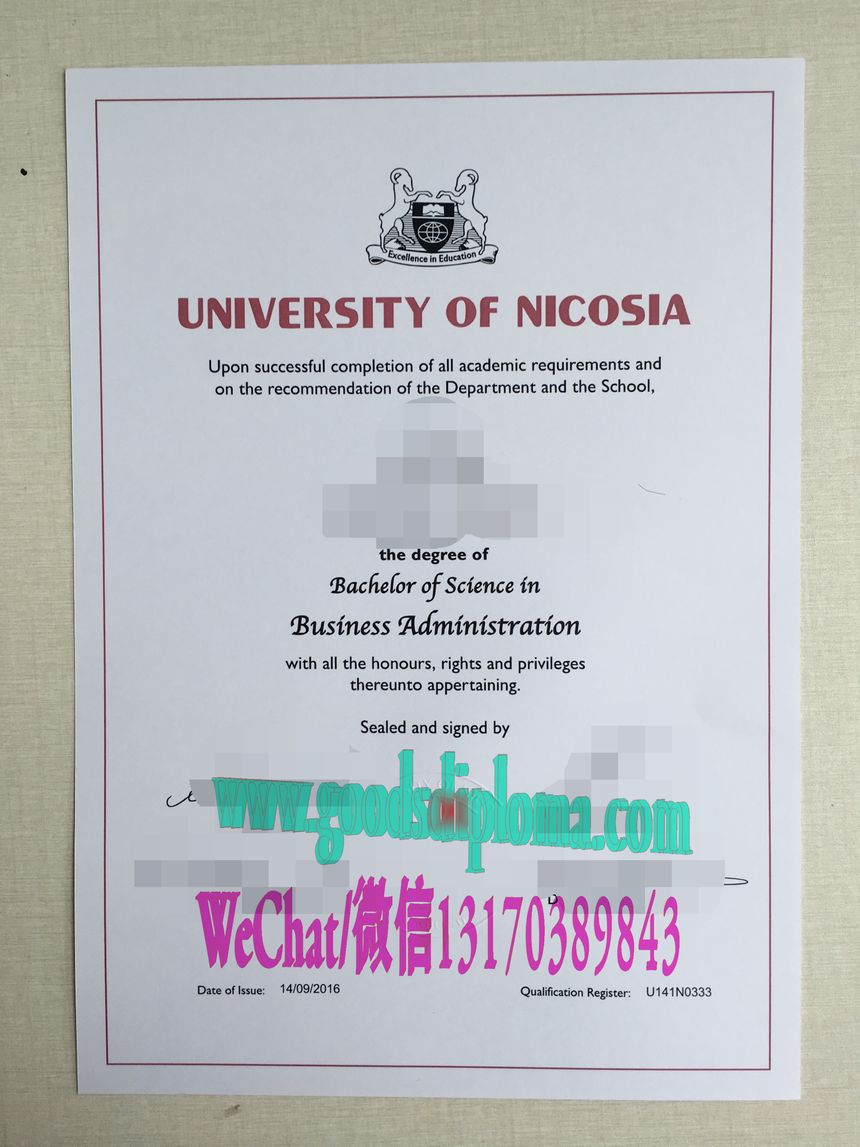 Excellence in Education
UNIVERSITY OF NICOSIA
Upon successful completion of all academic requirements and
on the recommendation of the Department and the School,
the degree of
Bachelor of Science in
Business Administration
with all the honours, rights and privileges
thereunto appertaining.
Sealed and signed by
www.goodsdiploma.com
WeChat/微信13170389843
Date of Issue: 14/09/2016 Qualification Register: U141N0333